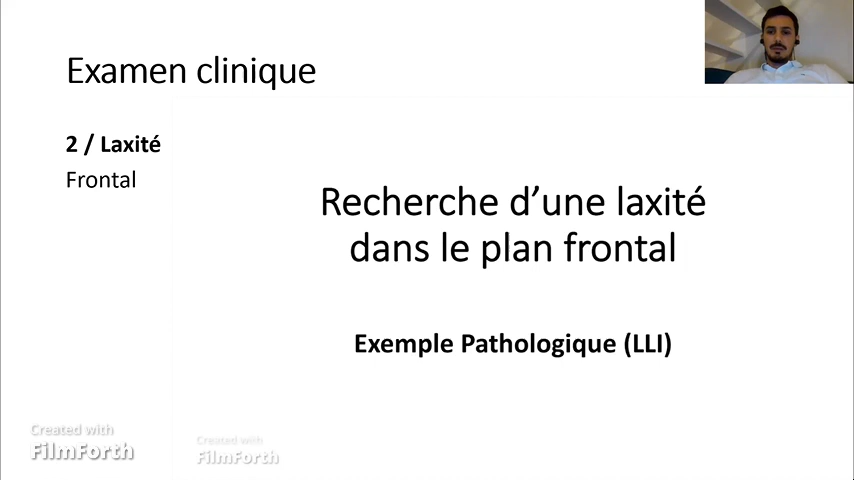 Examen clinique
2 / Laxité
Frontal
Recherche d’une laxité
dans le plan frontal
Exemple Pathologique (LLI)
Created with
FilmForth
Created with
FilmForth